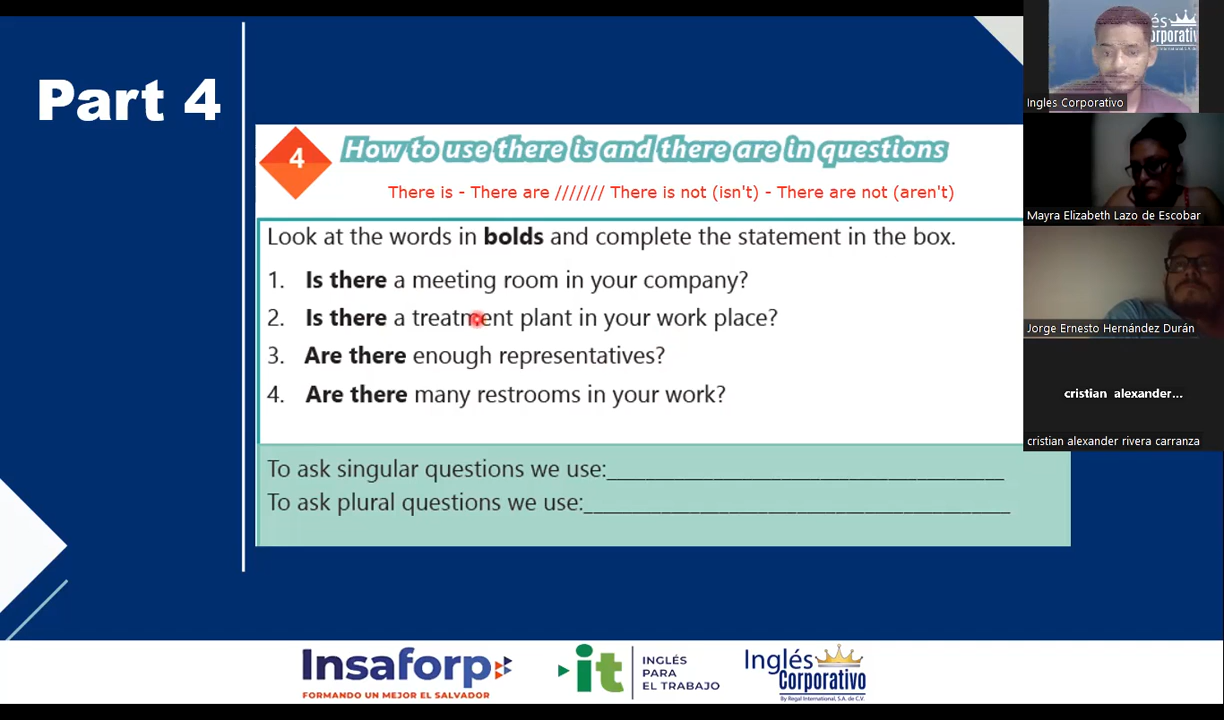 Part 4
4
How to use there is and there are in questions
There is - There are /////// There is not (isn't) - There are not (aren't)
Look at the words in bolds and complete the statement in the box.
1. Is there a meeting room in your company?
2. Is there a treatment plant in your work place?
3. Are there enough representatives?
4. Are there many restrooms in your work?
To ask singular questions we use:
To ask plural questions we use:
Insaforp
FORMANDO UN MEJOR EL SALVADOR
it
INGLÉS
PARA
EL TRABAJO
Inglés
Corporativo
By Regal International, S.A. de C.V.
Ingles Corporativo
Mayra Elizabeth Lazo de Escobar
Jorge Ernesto Hernández Durán
cristian alexander...
cristian alexander rivera carranza